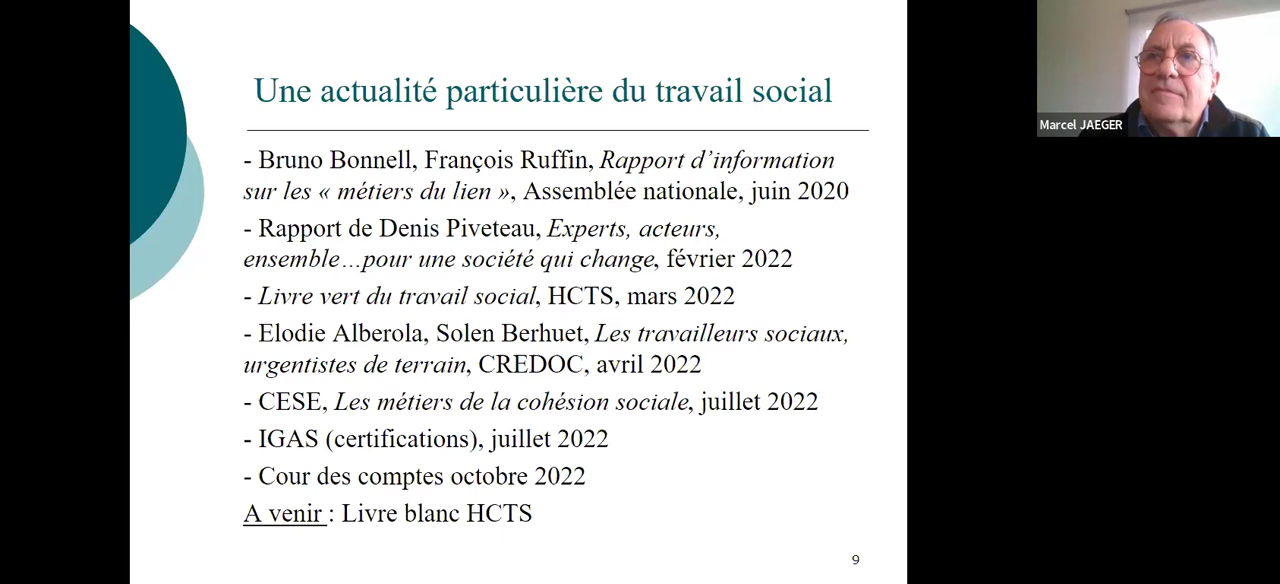 Une actualité particulière du travail social
- Bruno Bonnell, François Ruffin, Rapport d’information
sur les « métiers du lien », Assemblée nationale, juin 2020
- Rapport de Denis Piveteau, Experts, acteurs,
ensemble…pour une société qui change, février 2022
- Livre vert du travail social, HCTS, mars 2022
- Elodie Alberola, Solen Berhuet, Les travailleurs sociaux,
urgentistes de terrain, CREDOC, avril 2022
- CESE, Les métiers de la cohésion sociale, juillet 2022
- IGAS (certifications), juillet 2022
- Cour des comptes octobre 2022
A venir : Livre blanc HCTS
9
Marcel JAEGER